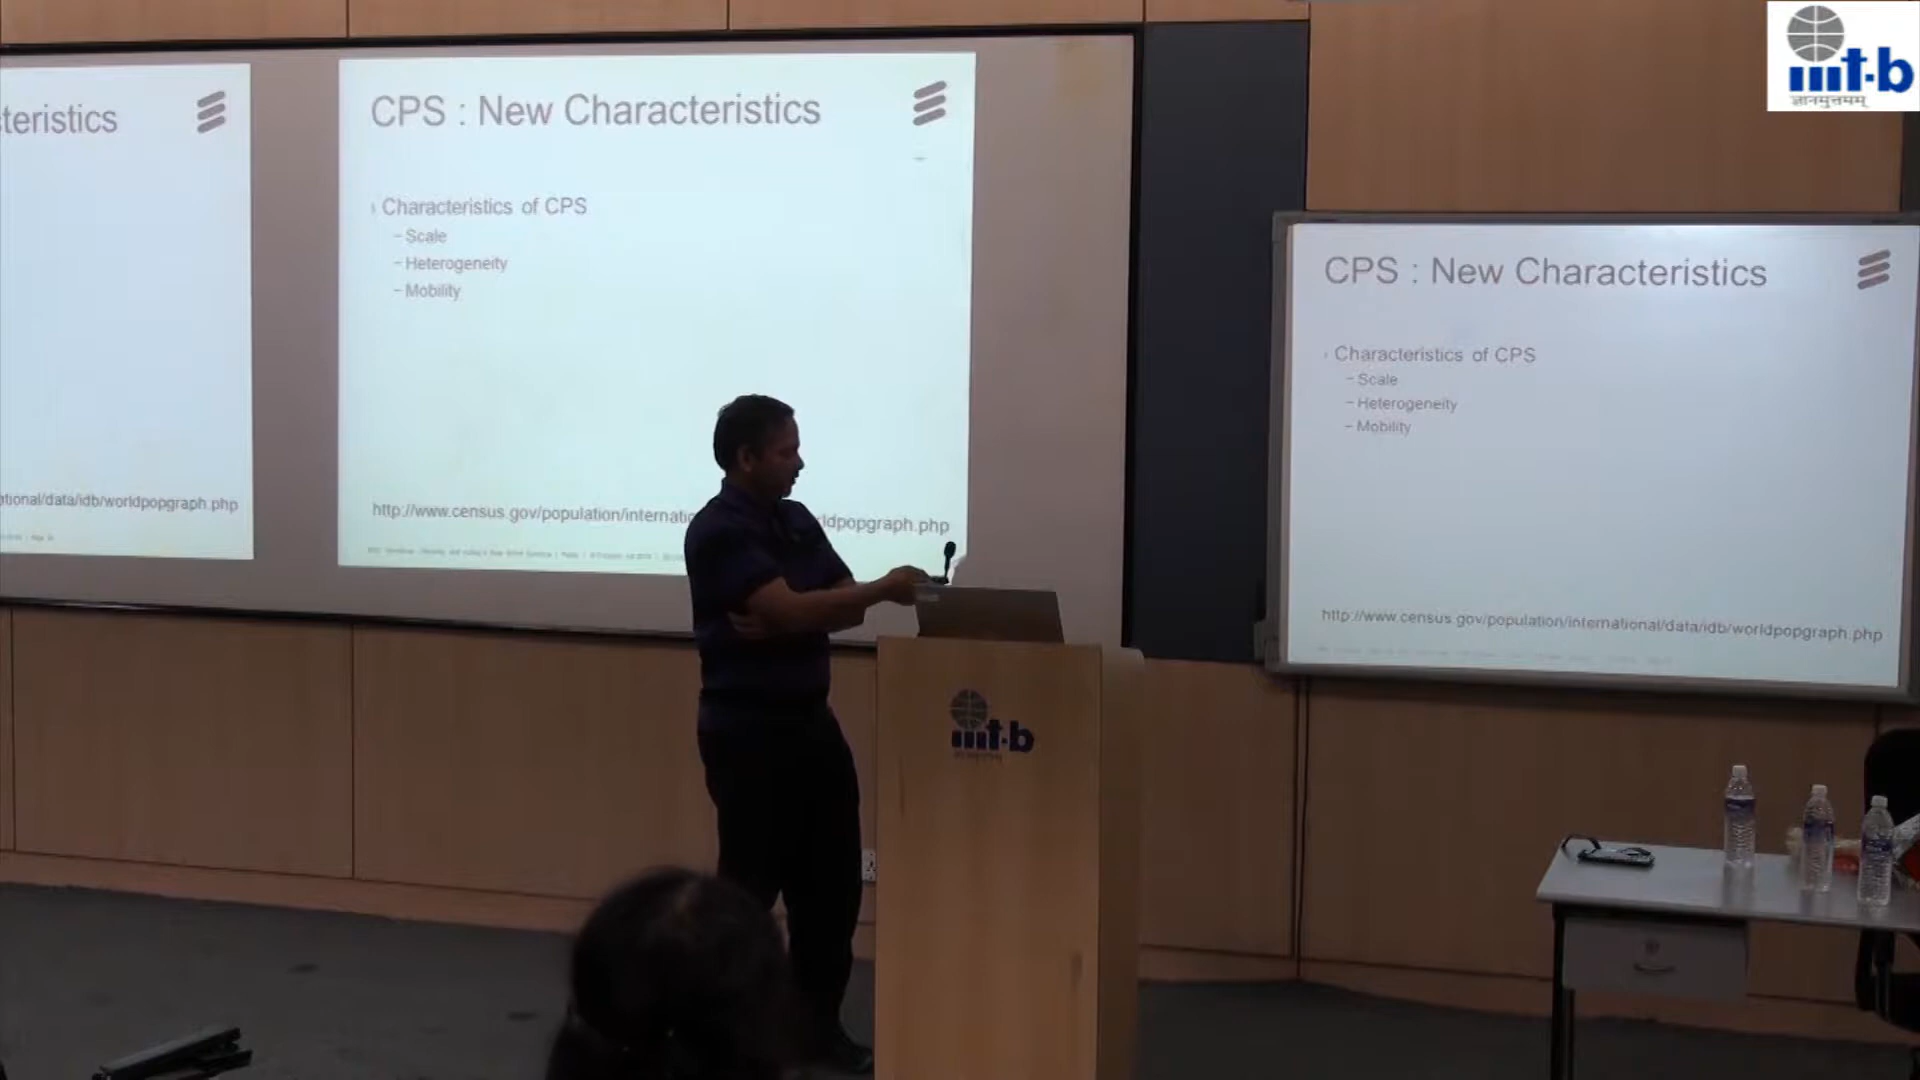 teristics
ational/data/idb/worldpopgraph.php
CPS : New Characteristics
› Characteristics of CPS
– Scale
– Heterogeneity
– Mobility
http://www.census.gov/population/internatio
ldpopgraph.php
CPS : New Characteristics
› Characteristics of CPS
– Scale
– Heterogeneity
– Mobility
http://www.census.gov/population/international/data/idb/worldpopgraph.php
iiit-b
ज्ञानमुत्तमम्
iiit-b